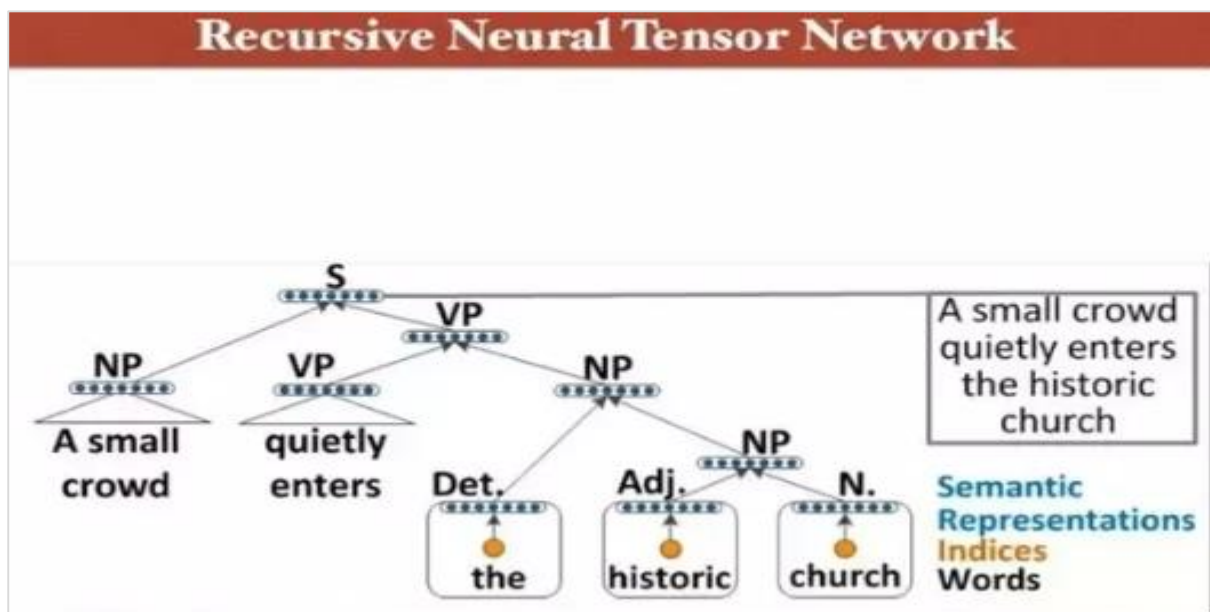 Recursive Neural Tensor Network
S
VP
NP
VP
NP
A small
crowd
quietly
enters
NP
Det.
Adj.
N.
the
historic
church
A small crowd
quietly enters
the historic
church
Semantic
Representations
Indices
Words